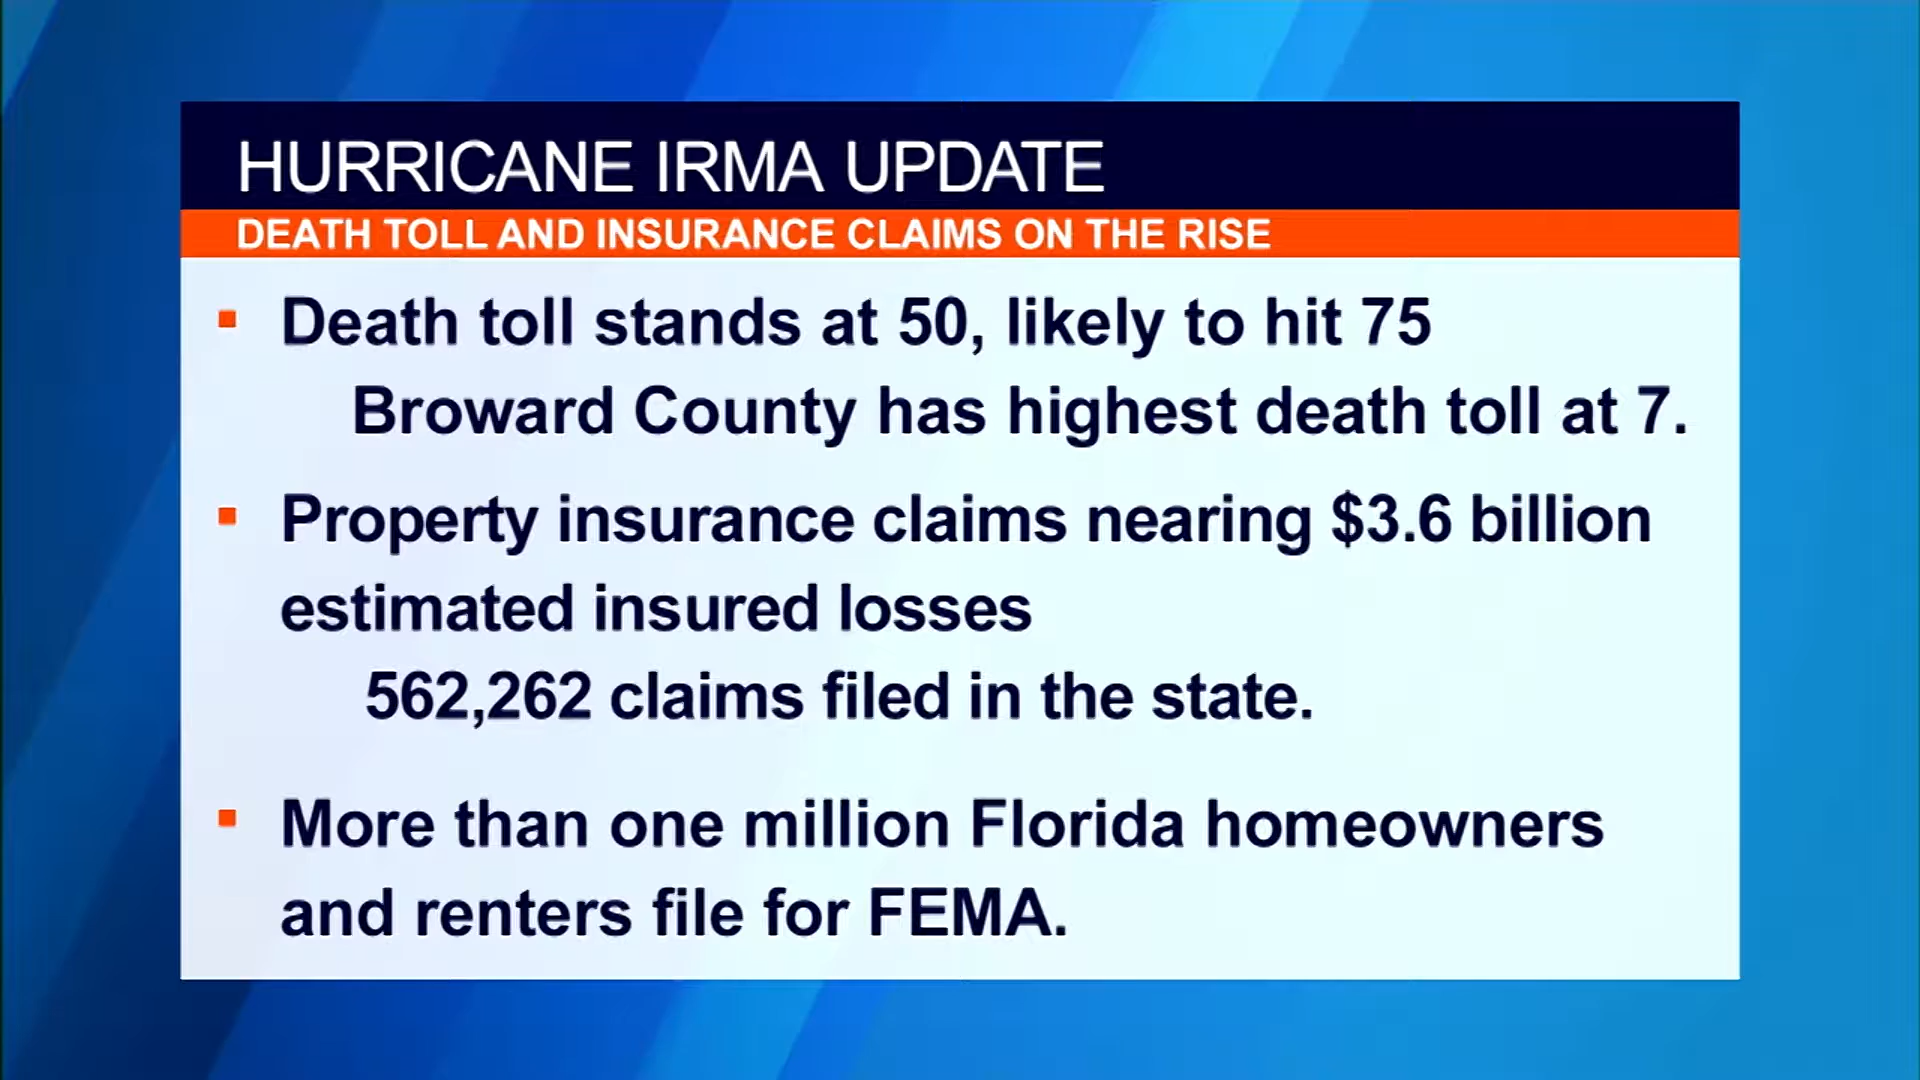 HURRICANE IRMA UPDATE
DEATH TOLL AND INSURANCE CLAIMS ON THE RISE
▪ Death toll stands at 50, likely to hit 75
Broward County has highest death toll at 7.
▪ Property insurance claims nearing $3.6 billion
estimated insured losses
562,262 claims filed in the state.
▪ More than one million Florida homeowners
and renters file for FEMA.